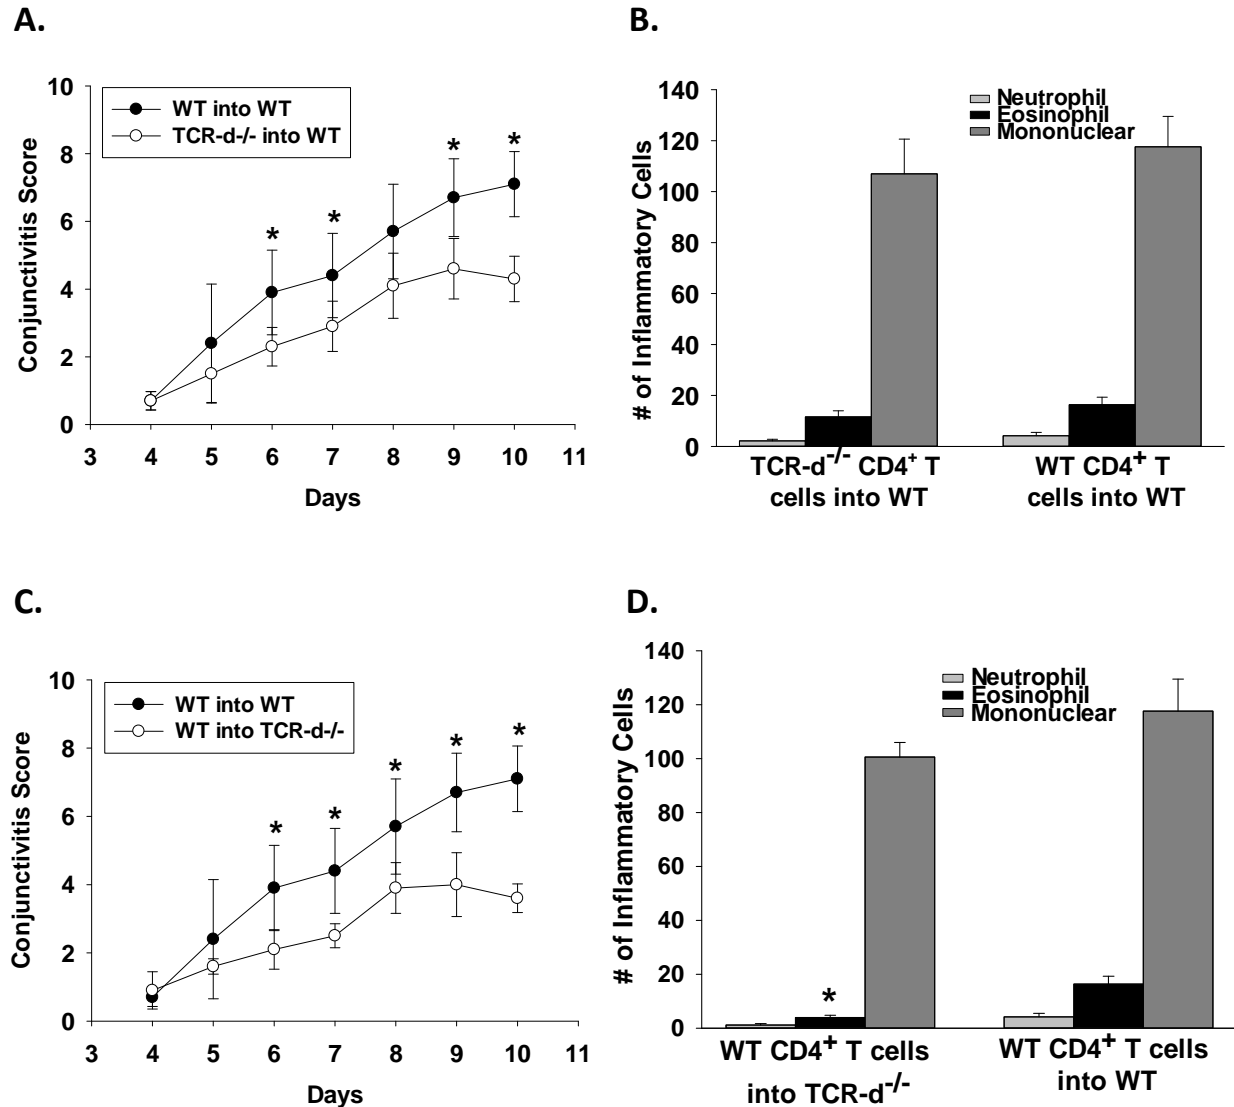 A.
10
8
6
4
2
0
Conjunctivitis Score
WT into WT
TCR-d-/- into WT
*
*
*
*
3 4 5 6 7 8 9 10 11
Days
B.
140
120
100
80
60
40
20
0
# of Inflammatory Cells
Neutrophil
Eosinophil
Mononuclear
TCR-d-/- CD4+ T
cells into WT
WT CD4+ T
cells into WT
C.
10
8
6
4
2
0
Conjunctivitis Score
WT into WT
WT into TCR-d-/-
*
*
*
*
*
3 4 5 6 7 8 9 10 11
Days
D.
140
120
100
80
60
40
20
0
# of Inflammatory Cells
Neutrophil
Eosinophil
Mononuclear
*
WT CD4+ T cells
into TCR-d-/-
WT CD4+ T cells
into WT